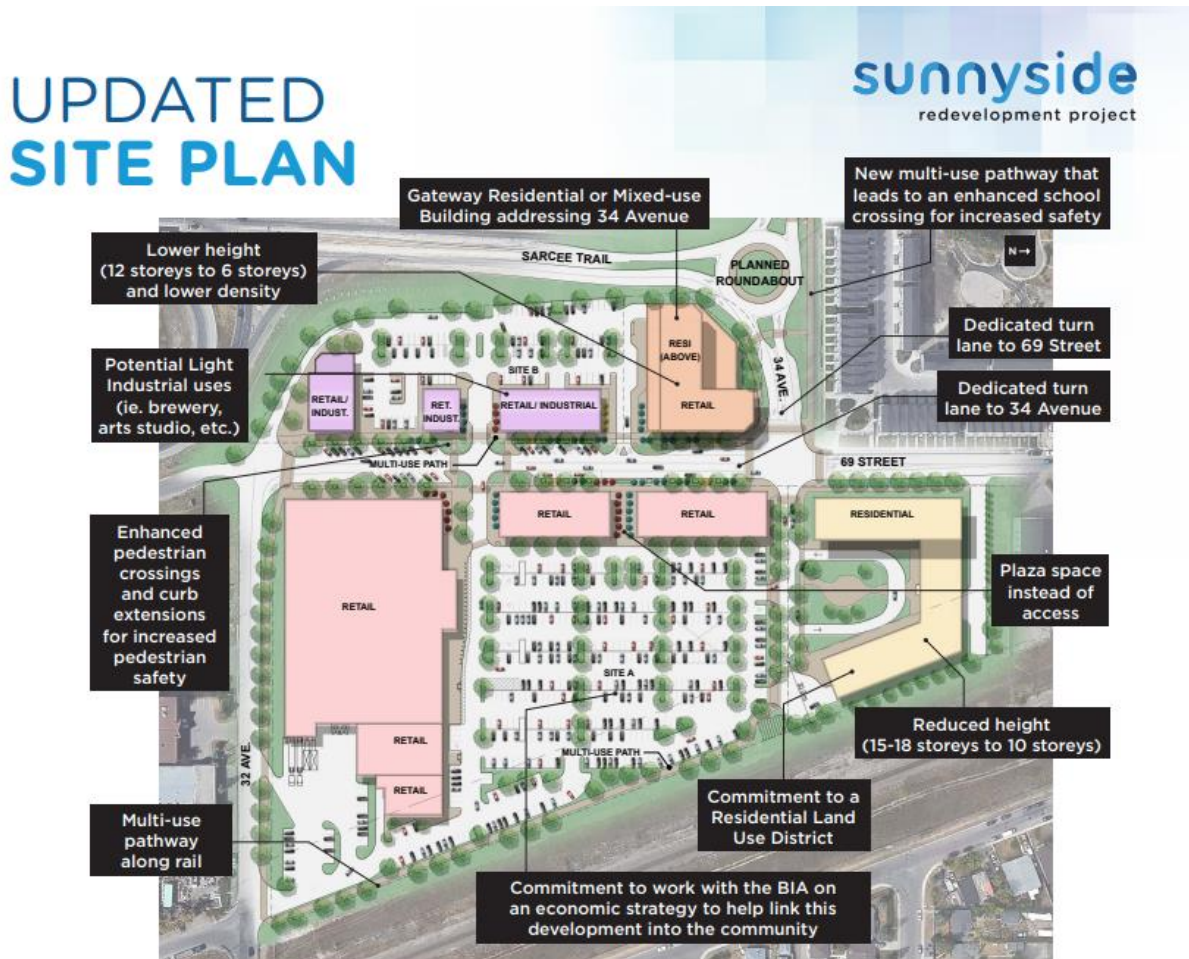 UPDATED
SITE PLAN
sunnyside
redevelopment project
Gateway Residential or Mixed-use
Building addressing 34 Avenue
New multi-use pathway that
leads to an enhanced school
crossing for increased safety
Lower height
(12 storeys to 6 storeys)
and lower density
SARCEE TRAIL
PLANNED
ROUNDABOUT
N→
Dedicated turn
lane to 69 Street
Potential Light
Industrial uses
(ie. brewery,
arts studio, etc.)
SITE B
RESI
(ABOVE)
34 AVE.
Dedicated turn
lane to 34 Avenue
RETAIL/
INDUST.
RET.
INDUST.
RETAIL/ INDUSTRIAL
RETAIL
MULTI-USE PATH
69 STREET
Enhanced
pedestrian
crossings
and curb
extensions
for increased
pedestrian
safety
RETAIL
RETAIL
RESIDENTIAL
RETAIL
Plaza space
instead of
access
SITE A
Reduced height
(15-18 storeys to 10 storeys)
RETAIL
MULTI-USE PATH
32 AVE.
RETAIL
Commitment to a
Residential Land
Use District
Multi-use
pathway
along rail
Commitment to work with the BIA on
an economic strategy to help link this
development into the community